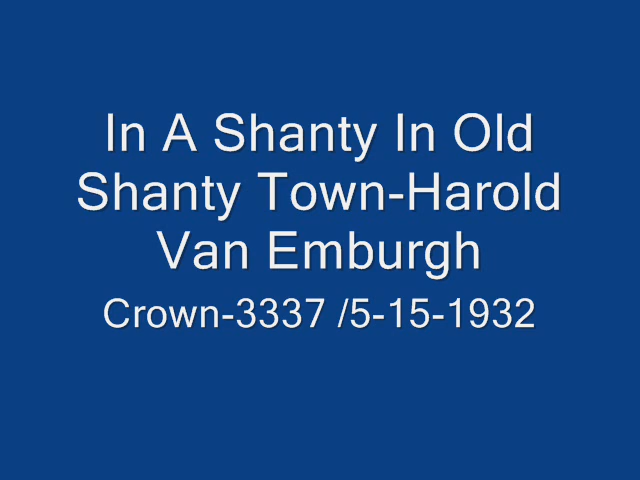 In A Shanty In Old
Shanty Town-Harold
Van Emburgh
Crown-3337 /5-15-1932